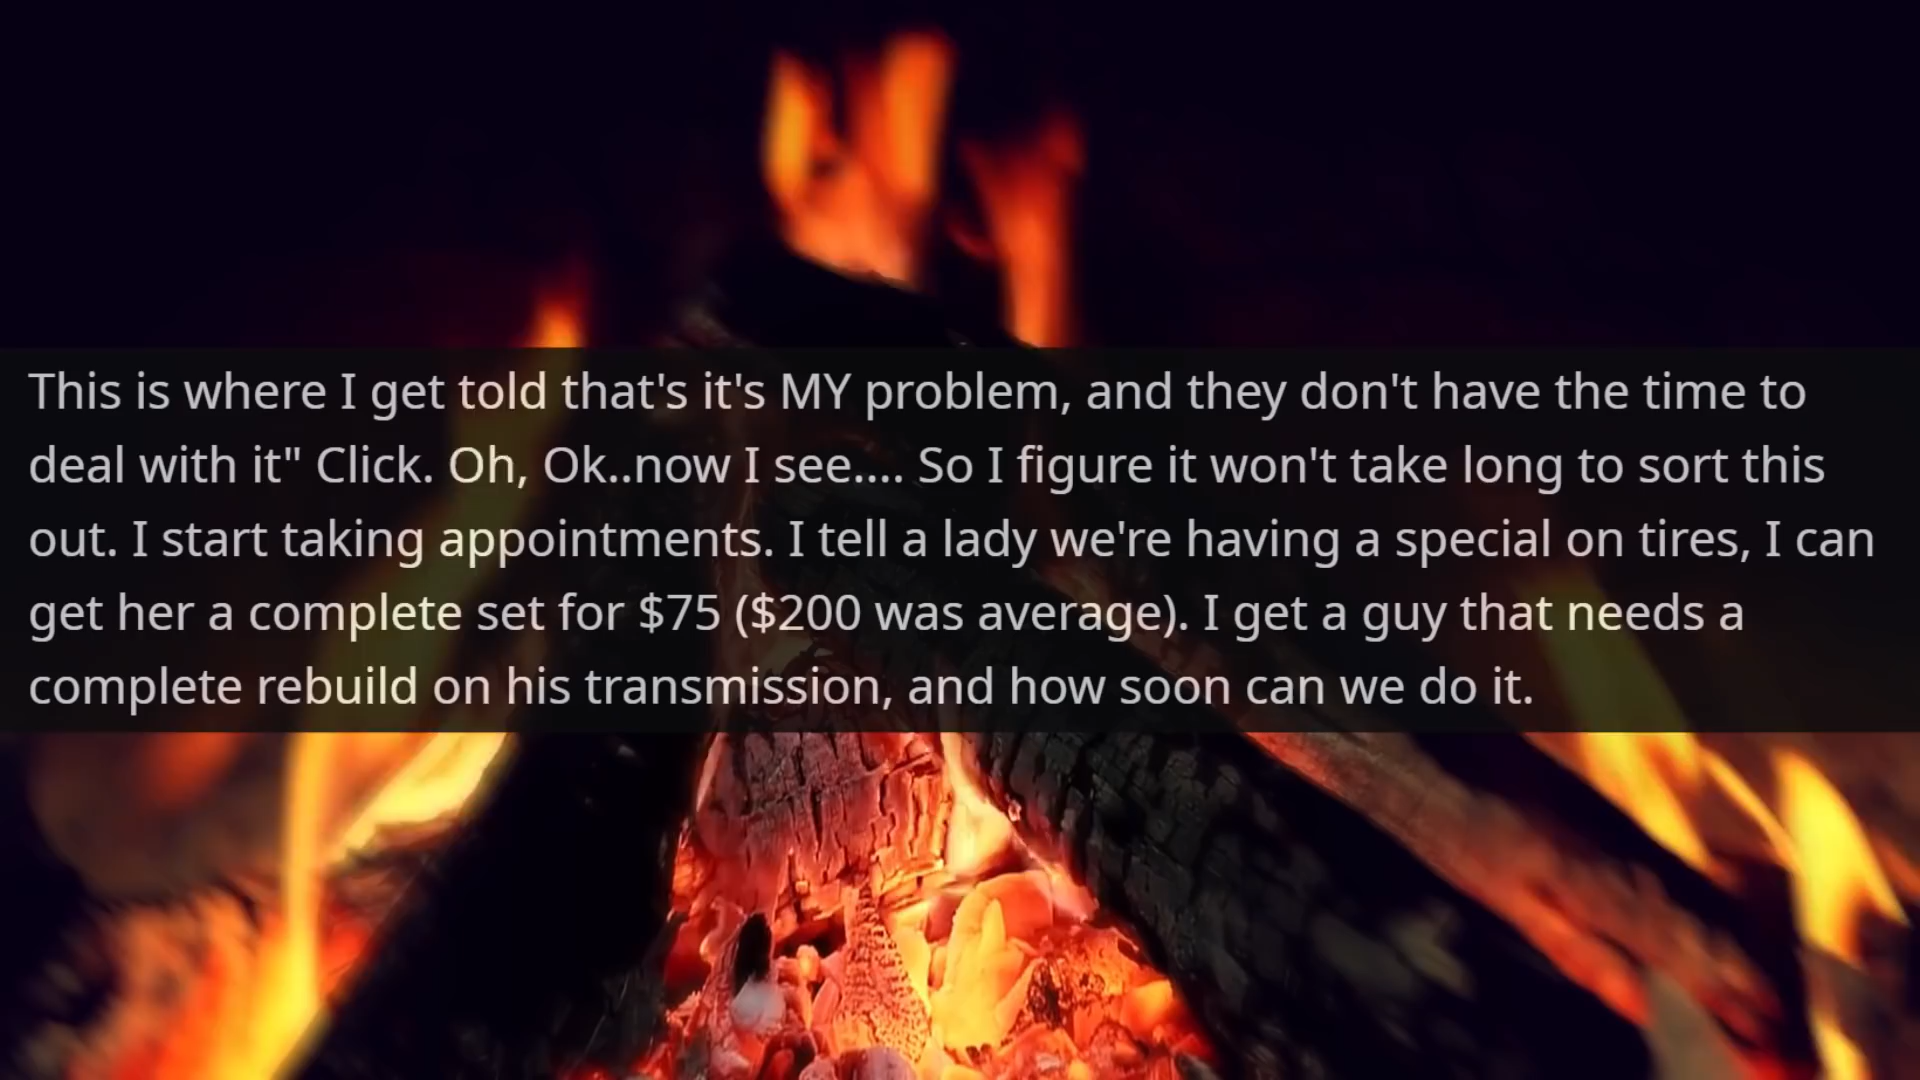 This is where I get told that's it's MY problem, and they don't have the time to
deal with it" Click. Oh, Ok..now I see.... So I figure it won't take long to sort this
out. I start taking appointments. I tell a lady we're having a special on tires, I can
get her a complete set for $75 ($200 was average). I get a guy that needs a
complete rebuild on his transmission, and how soon can we do it.